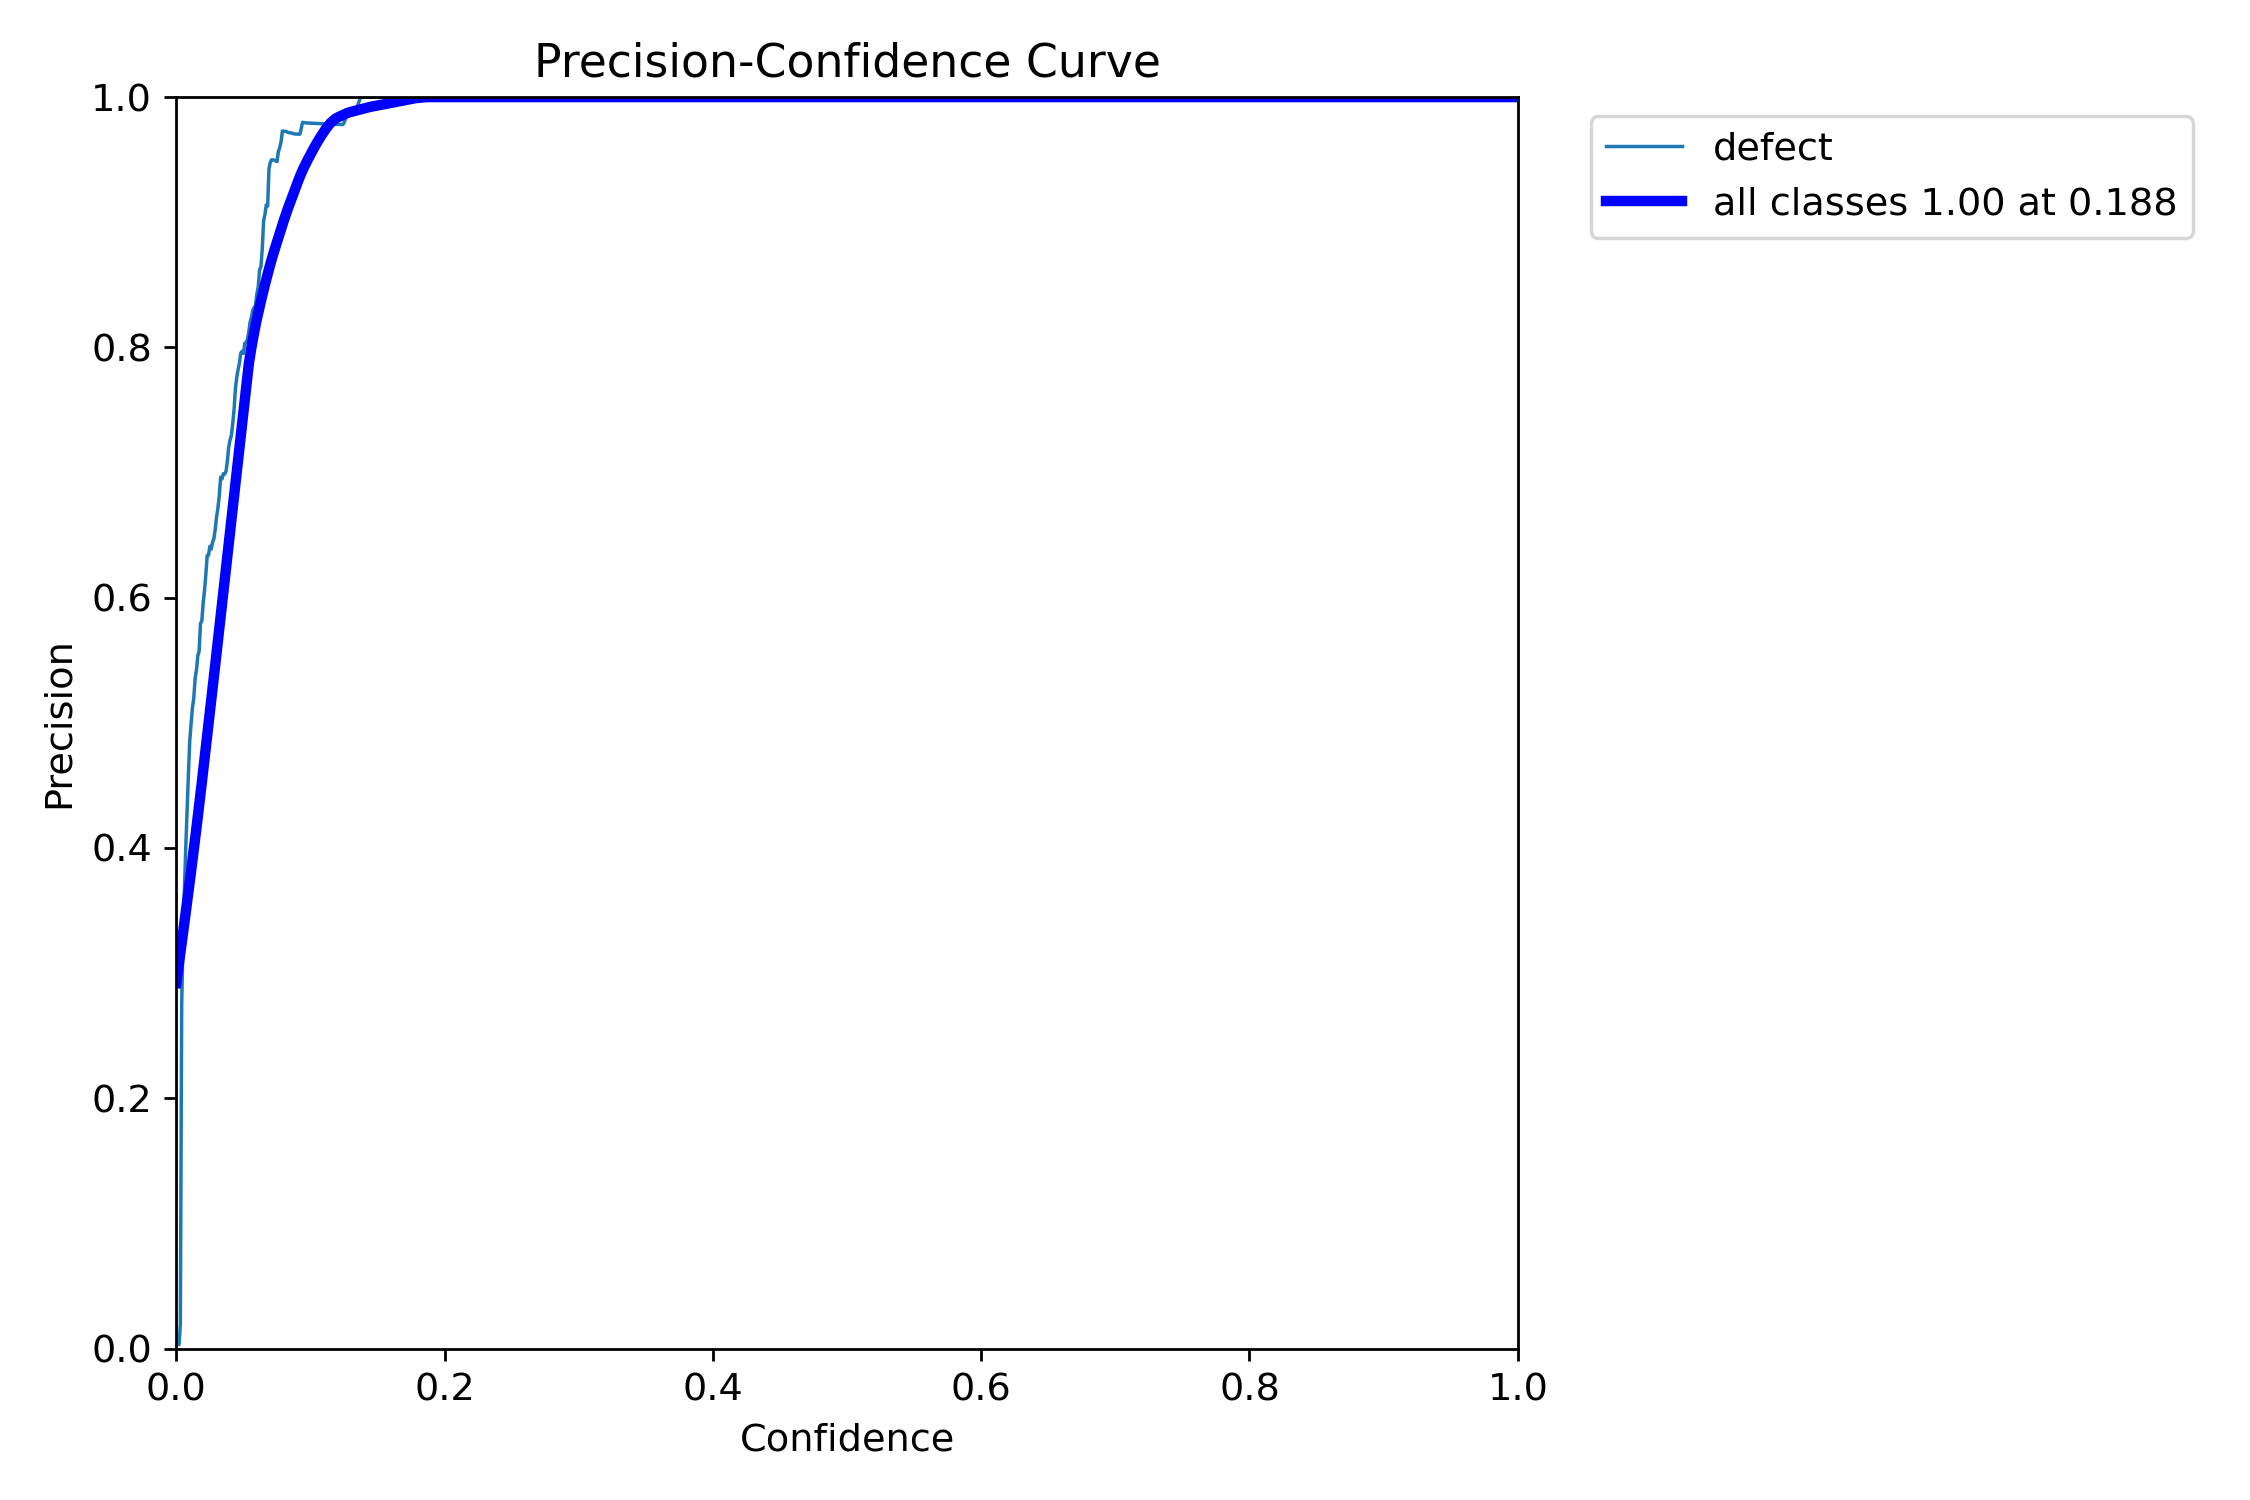 Precision-Confidence Curve
1.0
0.8
0.6
0.4
0.2
0.0
Precision
0.0 0.2 0.4 0.6 0.8 1.0
Confidence
defect
all classes 1.00 at 0.188